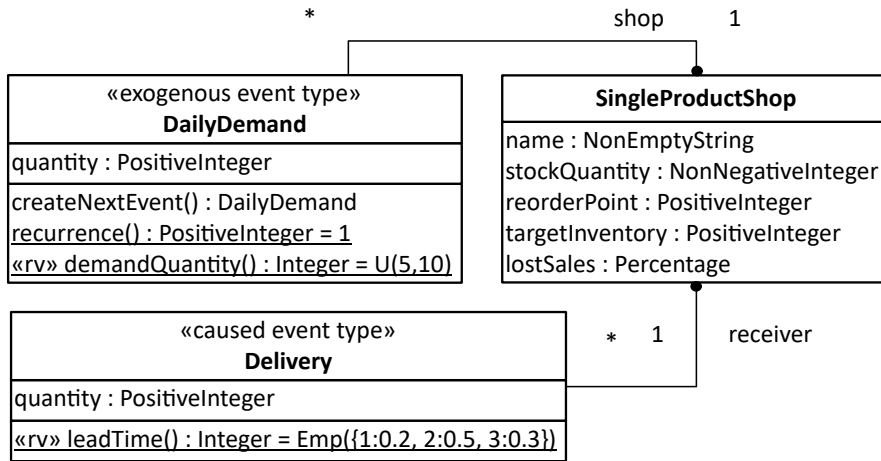 * shop 1
«exogenous event type»
DailyDemand
quantity : PositiveInteger
createNextEvent() : DailyDemand
recurrence() : PositiveInteger = 1
«rv» demandQuantity() : Integer = U(5,10)
SingleProductShop
name : NonEmptyString
stockQuantity : NonNegativeInteger
reorderPoint : PositiveInteger
targetInventory : PositiveInteger
lostSales : Percentage
* 1 receiver
«caused event type»
Delivery
quantity : PositiveInteger
«rv» leadTime() : Integer = Emp({1:0.2, 2:0.5, 3:0.3})